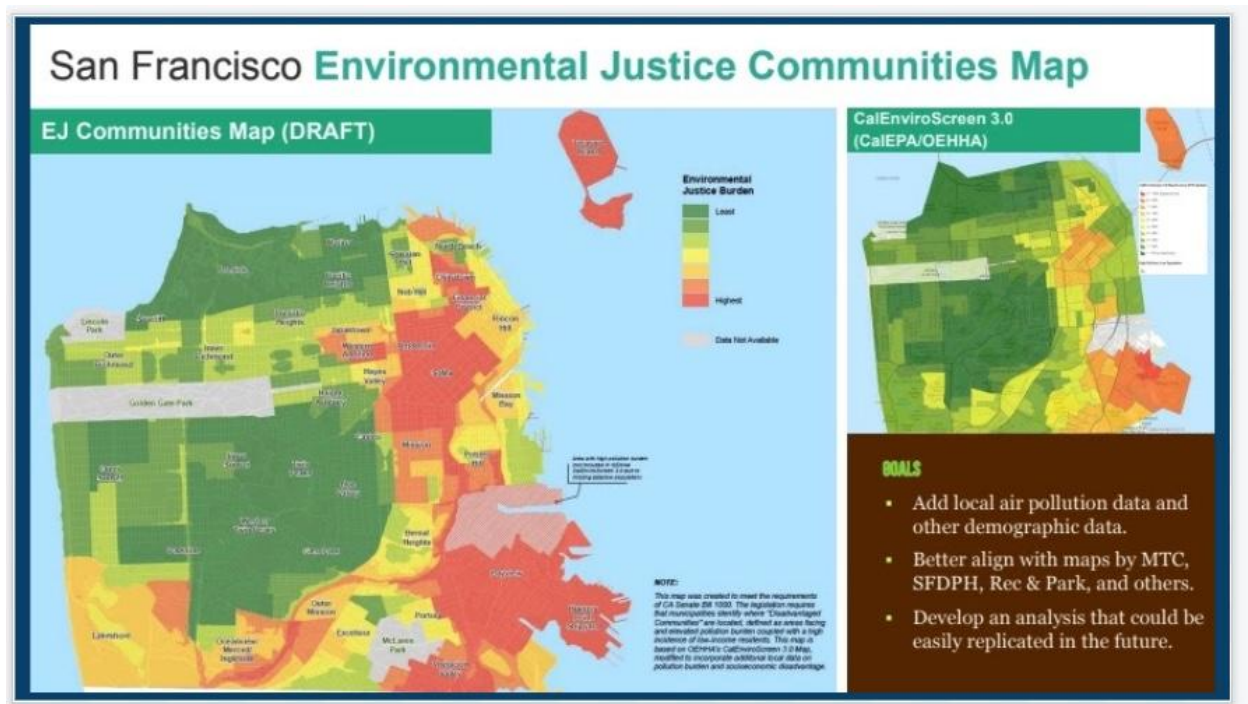 San Francisco Environmental Justice Communities Map
EJ Communities Map (DRAFT)
CalEnviroScreen 3.0
(CalEPA/OEHHA)
Environmental
Justice Burden
Least
Highest
Data Not Available
Treasure
Island
Presidio
Marina
Russian
Hill
North Beach
Chinatown
Nob Hill
Financial
District
Pacific
Heights
Lincoln
Park
Seacliff
Presidio
Heights
Japantown
Western
Addition
Rincon
Hill
Outer
Richmond
Inner
Richmond
SoMa
Hayes
Valley
Golden Gate Park
Haight
Ashbury
Mission
Bay
Castro
Mission
Potrero
Hill
Outer
Sunset
Inner
Sunset
Twin
Peaks
Noe
Valley
Bernal
Heights
Glen Park
Bayview
Outer
Mission
Portola
Excelsior
McLaren
Park
Lakeshore
Oceanview
Merced
Ingleside
Visitacion
Valley
NOTE:
This map was created to meet the requirements
of CA Senate Bill 1000. The legislation requires
that municipalities identify where "Disadvantaged
Communities" are located, defined as areas facing
and elevated pollution burden coupled with a high
incidence of low-income residents. This map is
based on OEHHA's CalEnviroScreen 3.0 Map,
modified to incorporate additional local data on
pollution burden and socioeconomic disadvantage.
GOALS
▪ Add local air pollution data and
other demographic data.
▪ Better align with maps by MTC,
SFDPH, Rec & Park, and others.
▪ Develop an analysis that could be
easily replicated in the future.